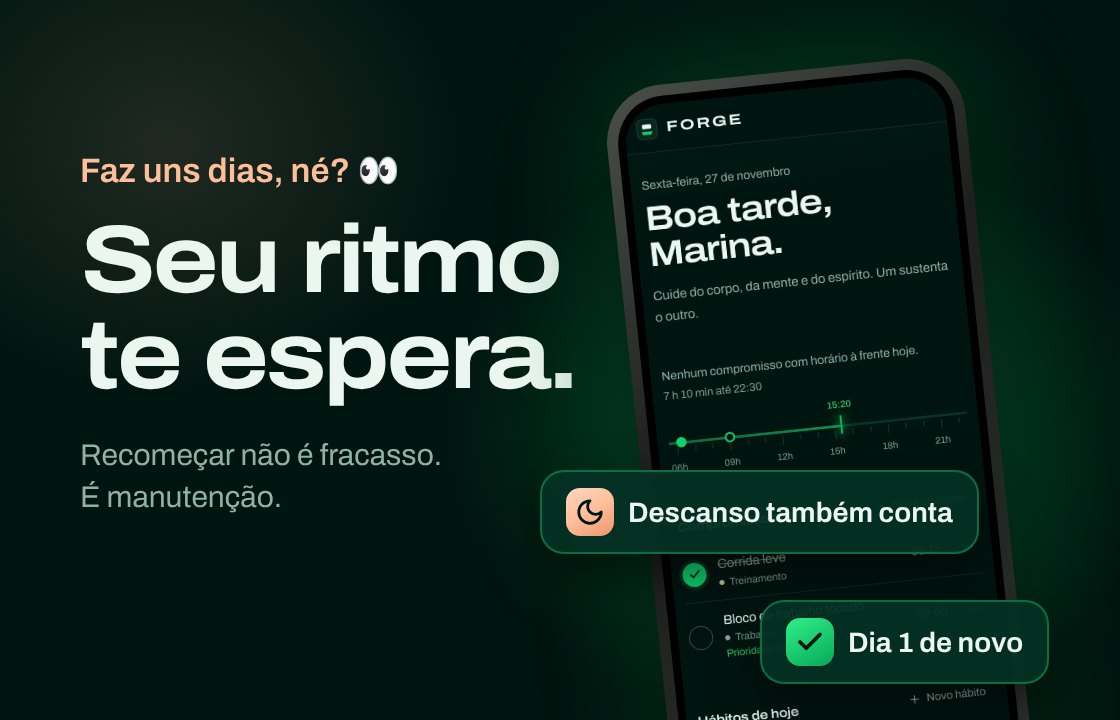 Faz uns dias, né? 👀
Seu ritmo
te espera.
Recomeçar não é fracasso.
É manutenção.
FORGE
Sexta-feira, 27 de novembro
Boa tarde,
Marina.
Cuide do corpo, da mente e do espírito. Um sustenta
o outro.
Nenhum compromisso com horário à frente hoje.
7 h 10 min até 22:30
15:20
06h 09h 12h 15h 18h 21h
Descanso também conta
Corrida leve
Treinamento
Bloco de trabalho focado 09:00
Dia 1 de novo
Novo hábito
Hábitos de hoje